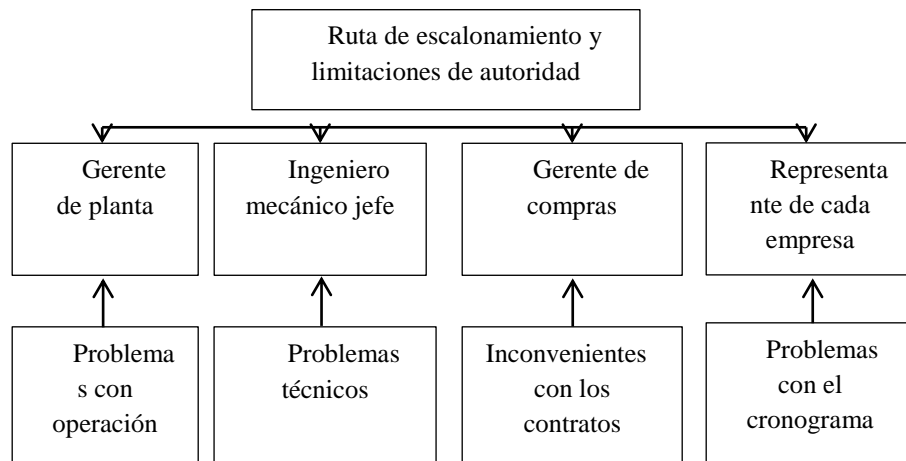 Ruta de escalonamiento y
limitaciones de autoridad
Gerente
de planta
Ingeniero
mecánico jefe
Gerente de
compras
Representa
nte de cada
empresa
Problema
s con
operación
Problemas
técnicos
Inconvenientes
con los
contratos
Problemas
con el
cronograma